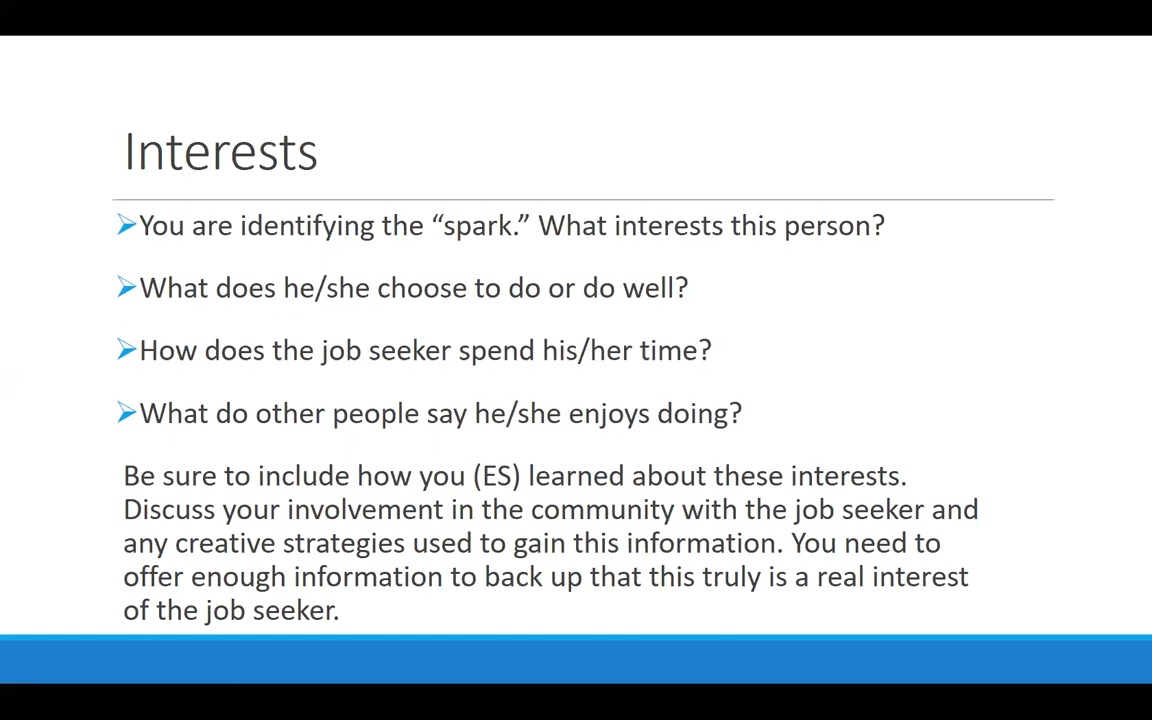 Interests
You are identifying the “spark.” What interests this person?
What does he/she choose to do or do well?
How does the job seeker spend his/her time?
What do other people say he/she enjoys doing?
Be sure to include how you (ES) learned about these interests.
Discuss your involvement in the community with the job seeker and
any creative strategies used to gain this information. You need to
offer enough information to back up that this truly is a real interest
of the job seeker.